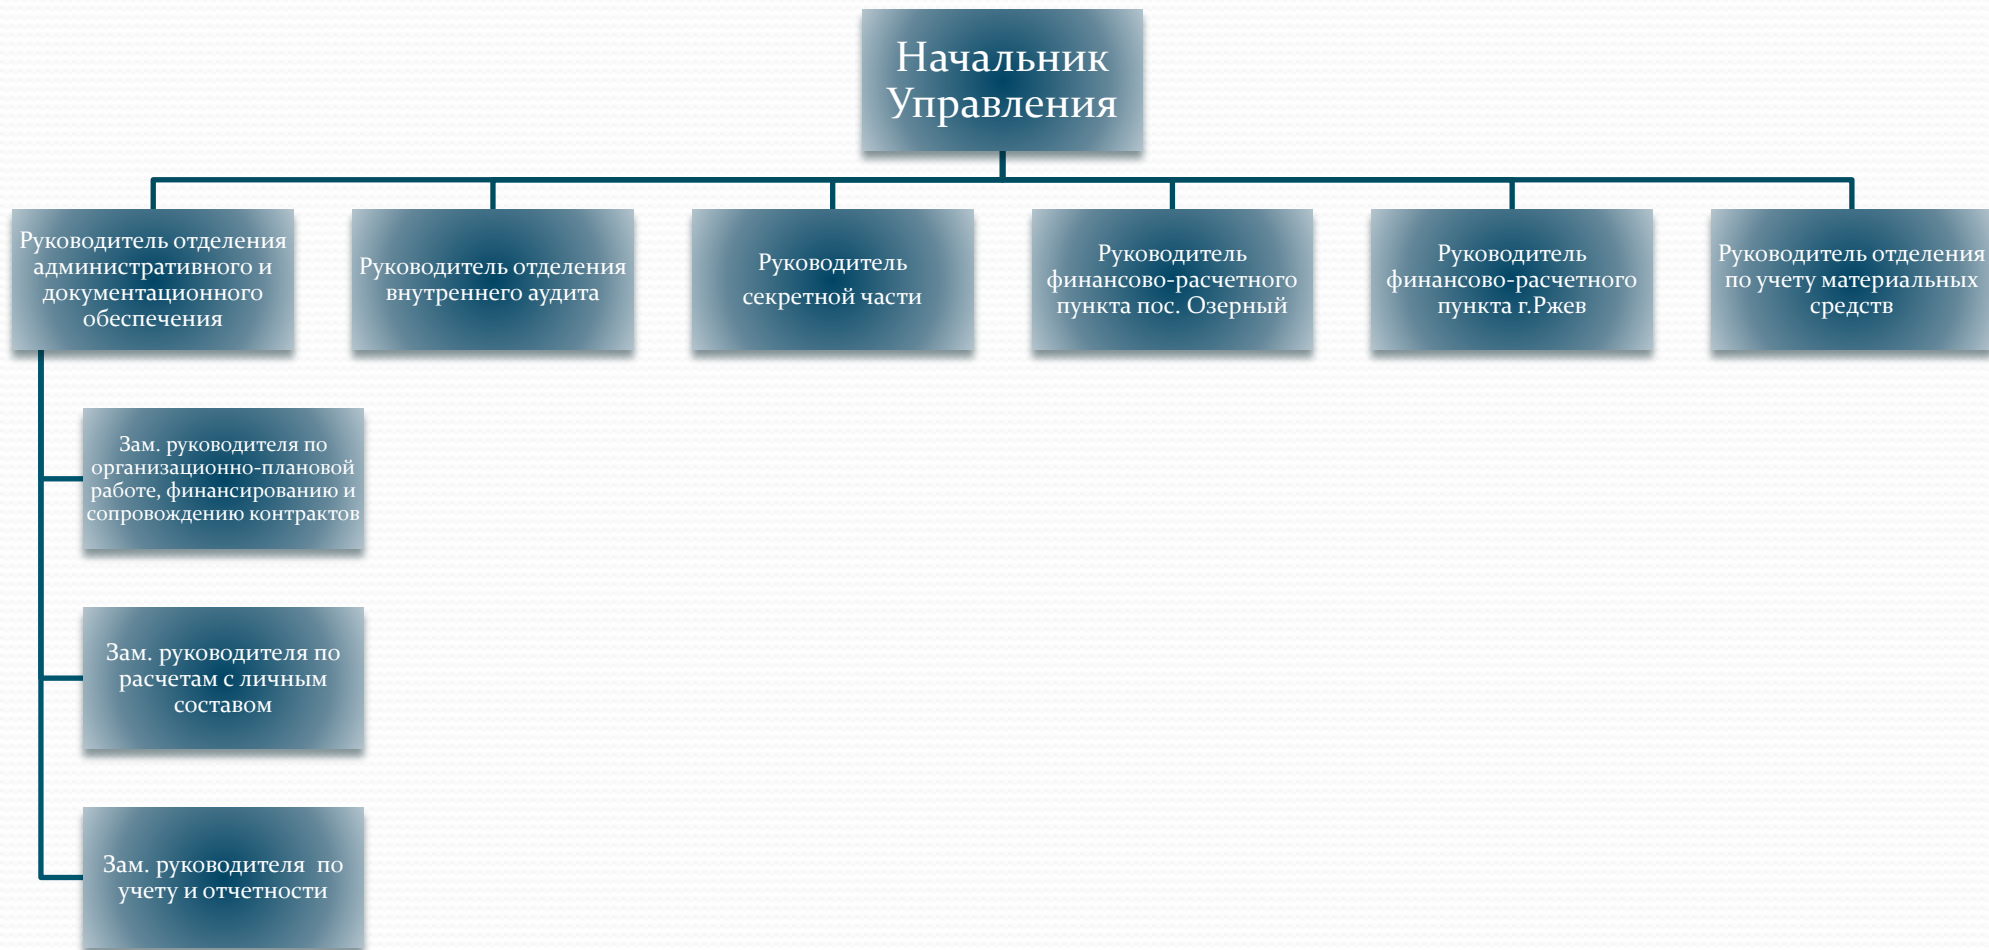 Начальник
Управления
Руководитель отделения
административного и
документационного
обеспечения
Руководитель отделения
внутреннего аудита
Руководитель
секретной части
Руководитель
финансово-расчетного
пункта пос. Озерный
Руководитель
финансово-расчетного
пункта г.Ржев
Руководитель отделения
по учету материальных
средств
Зам. руководителя по
организационно-плановой
работе, финансированию и
сопровождению контрактов
Зам. руководителя по
расчетам с личным
составом
Зам. руководителя по
учету и отчетности